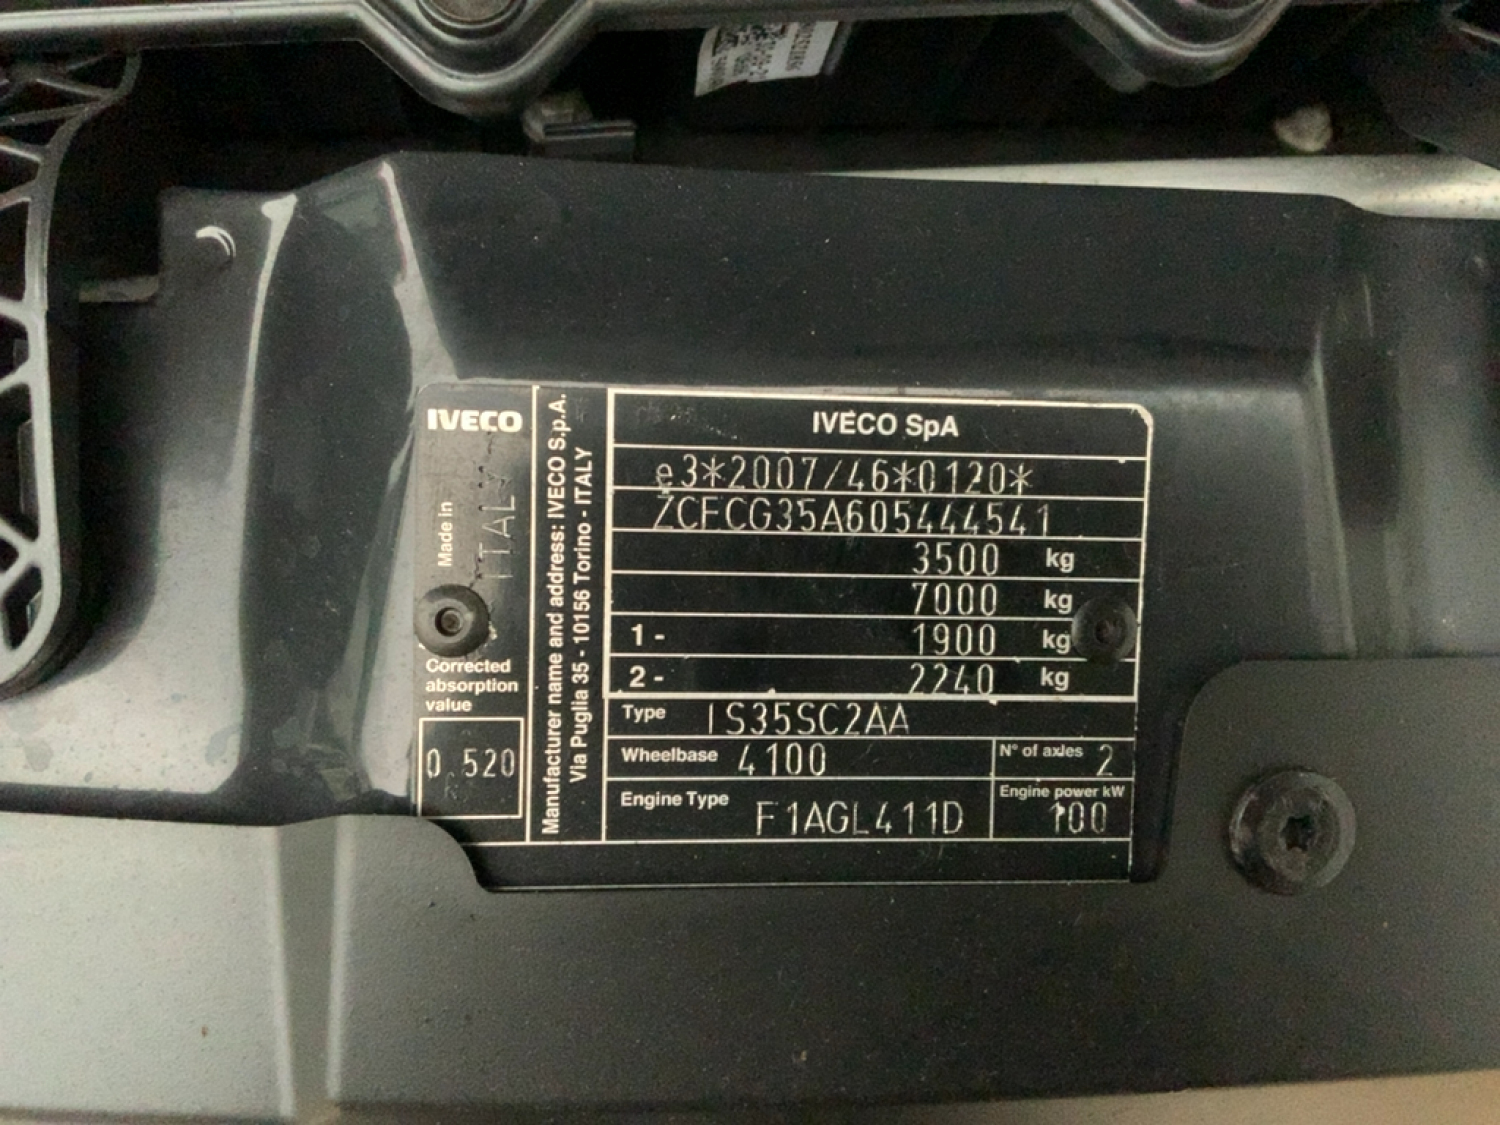 IVECO
Made in
ITALY
Corrected
absorption
value
0.520
Manufacturer name and address: IVECO S.p.A.
Via Puglia 35 - 10156 Torino - ITALY
IVECO SpA
e3*2007/46*0120*
ZCFCG35A605444541
3500 kg
7000 kg
1 - 1900 kg
2 - 2240 kg
Type IS35SC2AA
Wheelbase 4100 N° of axles 2
Engine Type F1AGL411D Engine power kW 100